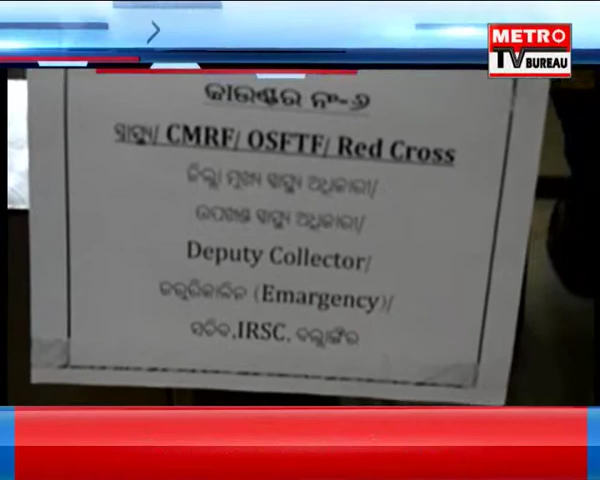 METRO
TV BUREAU
କାଉଣ୍ଟର ନଂ-୬
ସ୍ୱାସ୍ଥ୍ୟ/ CMRF/ OSFTF/ Red Cross
ଜିଲ୍ଲା ମୁଖ୍ୟ ସ୍ୱାସ୍ଥ୍ୟ ଅଧିକାରୀ/
ଉପଖଣ୍ଡ ସ୍ୱାସ୍ଥ୍ୟ ଅଧିକାରୀ/
Deputy Collector/
ଜରୁରିକାଳିନ (Emargency)/
ସଚିବ,IRSC, ବଲାଙ୍ଗିର